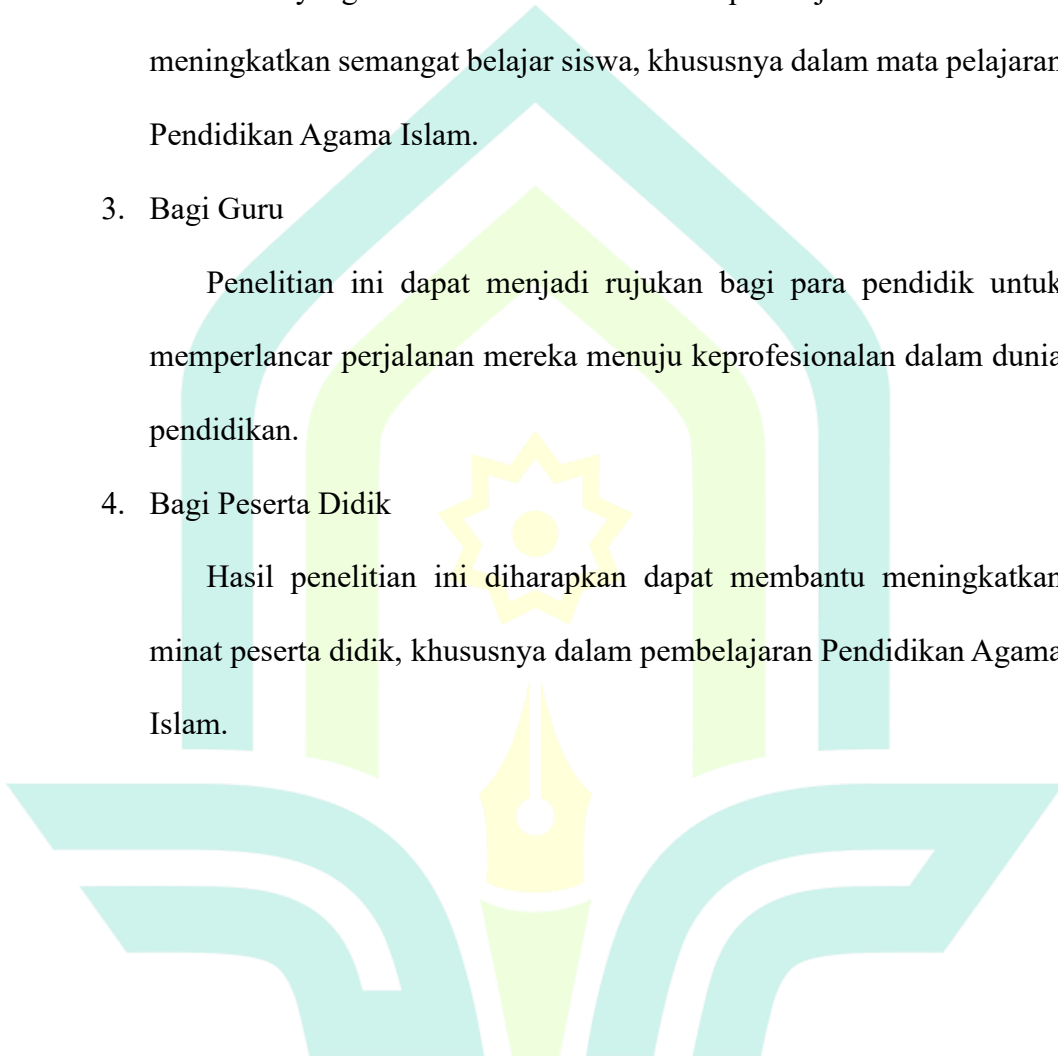 meningkatkan semangat belajar siswa, khususnya dalam mata pelajaran
Pendidikan Agama Islam.
3. Bagi Guru
Penelitian ini dapat menjadi rujukan bagi para pendidik untuk
memperlancar perjalanan mereka menuju keprofesionalan dalam dunia
pendidikan.
4. Bagi Peserta Didik
Hasil penelitian ini diharapkan dapat membantu meningkatkan
minat peserta didik, khususnya dalam pembelajaran Pendidikan Agama
Islam.